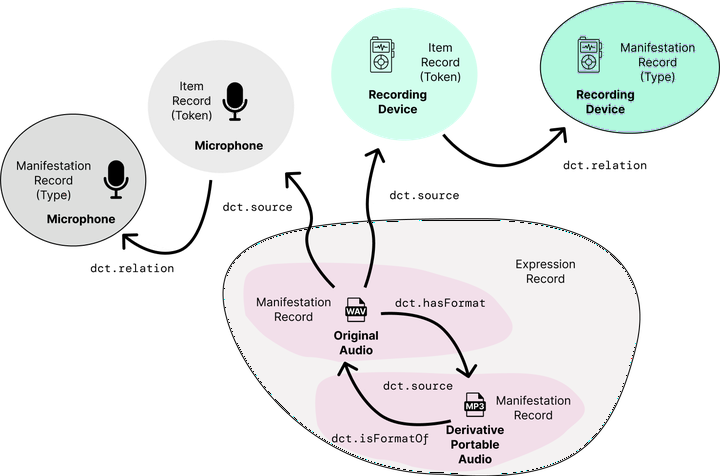 Item
Record
(Token)
Recording
Device
Manifestation
Record
(Type)
Recording
Device
Item
Record
(Token)
Microphone
Manifestation
Record
(Type)
Microphone
dct.relation
dct.source
dct.source
dct.relation
Expression
Record
Manifestation
Record
WAV
Original
Audio
dct.hasFormat
dct.source
MP3
Manifestation
Record
Derivative
Portable
Audio
dct.isFormatOf